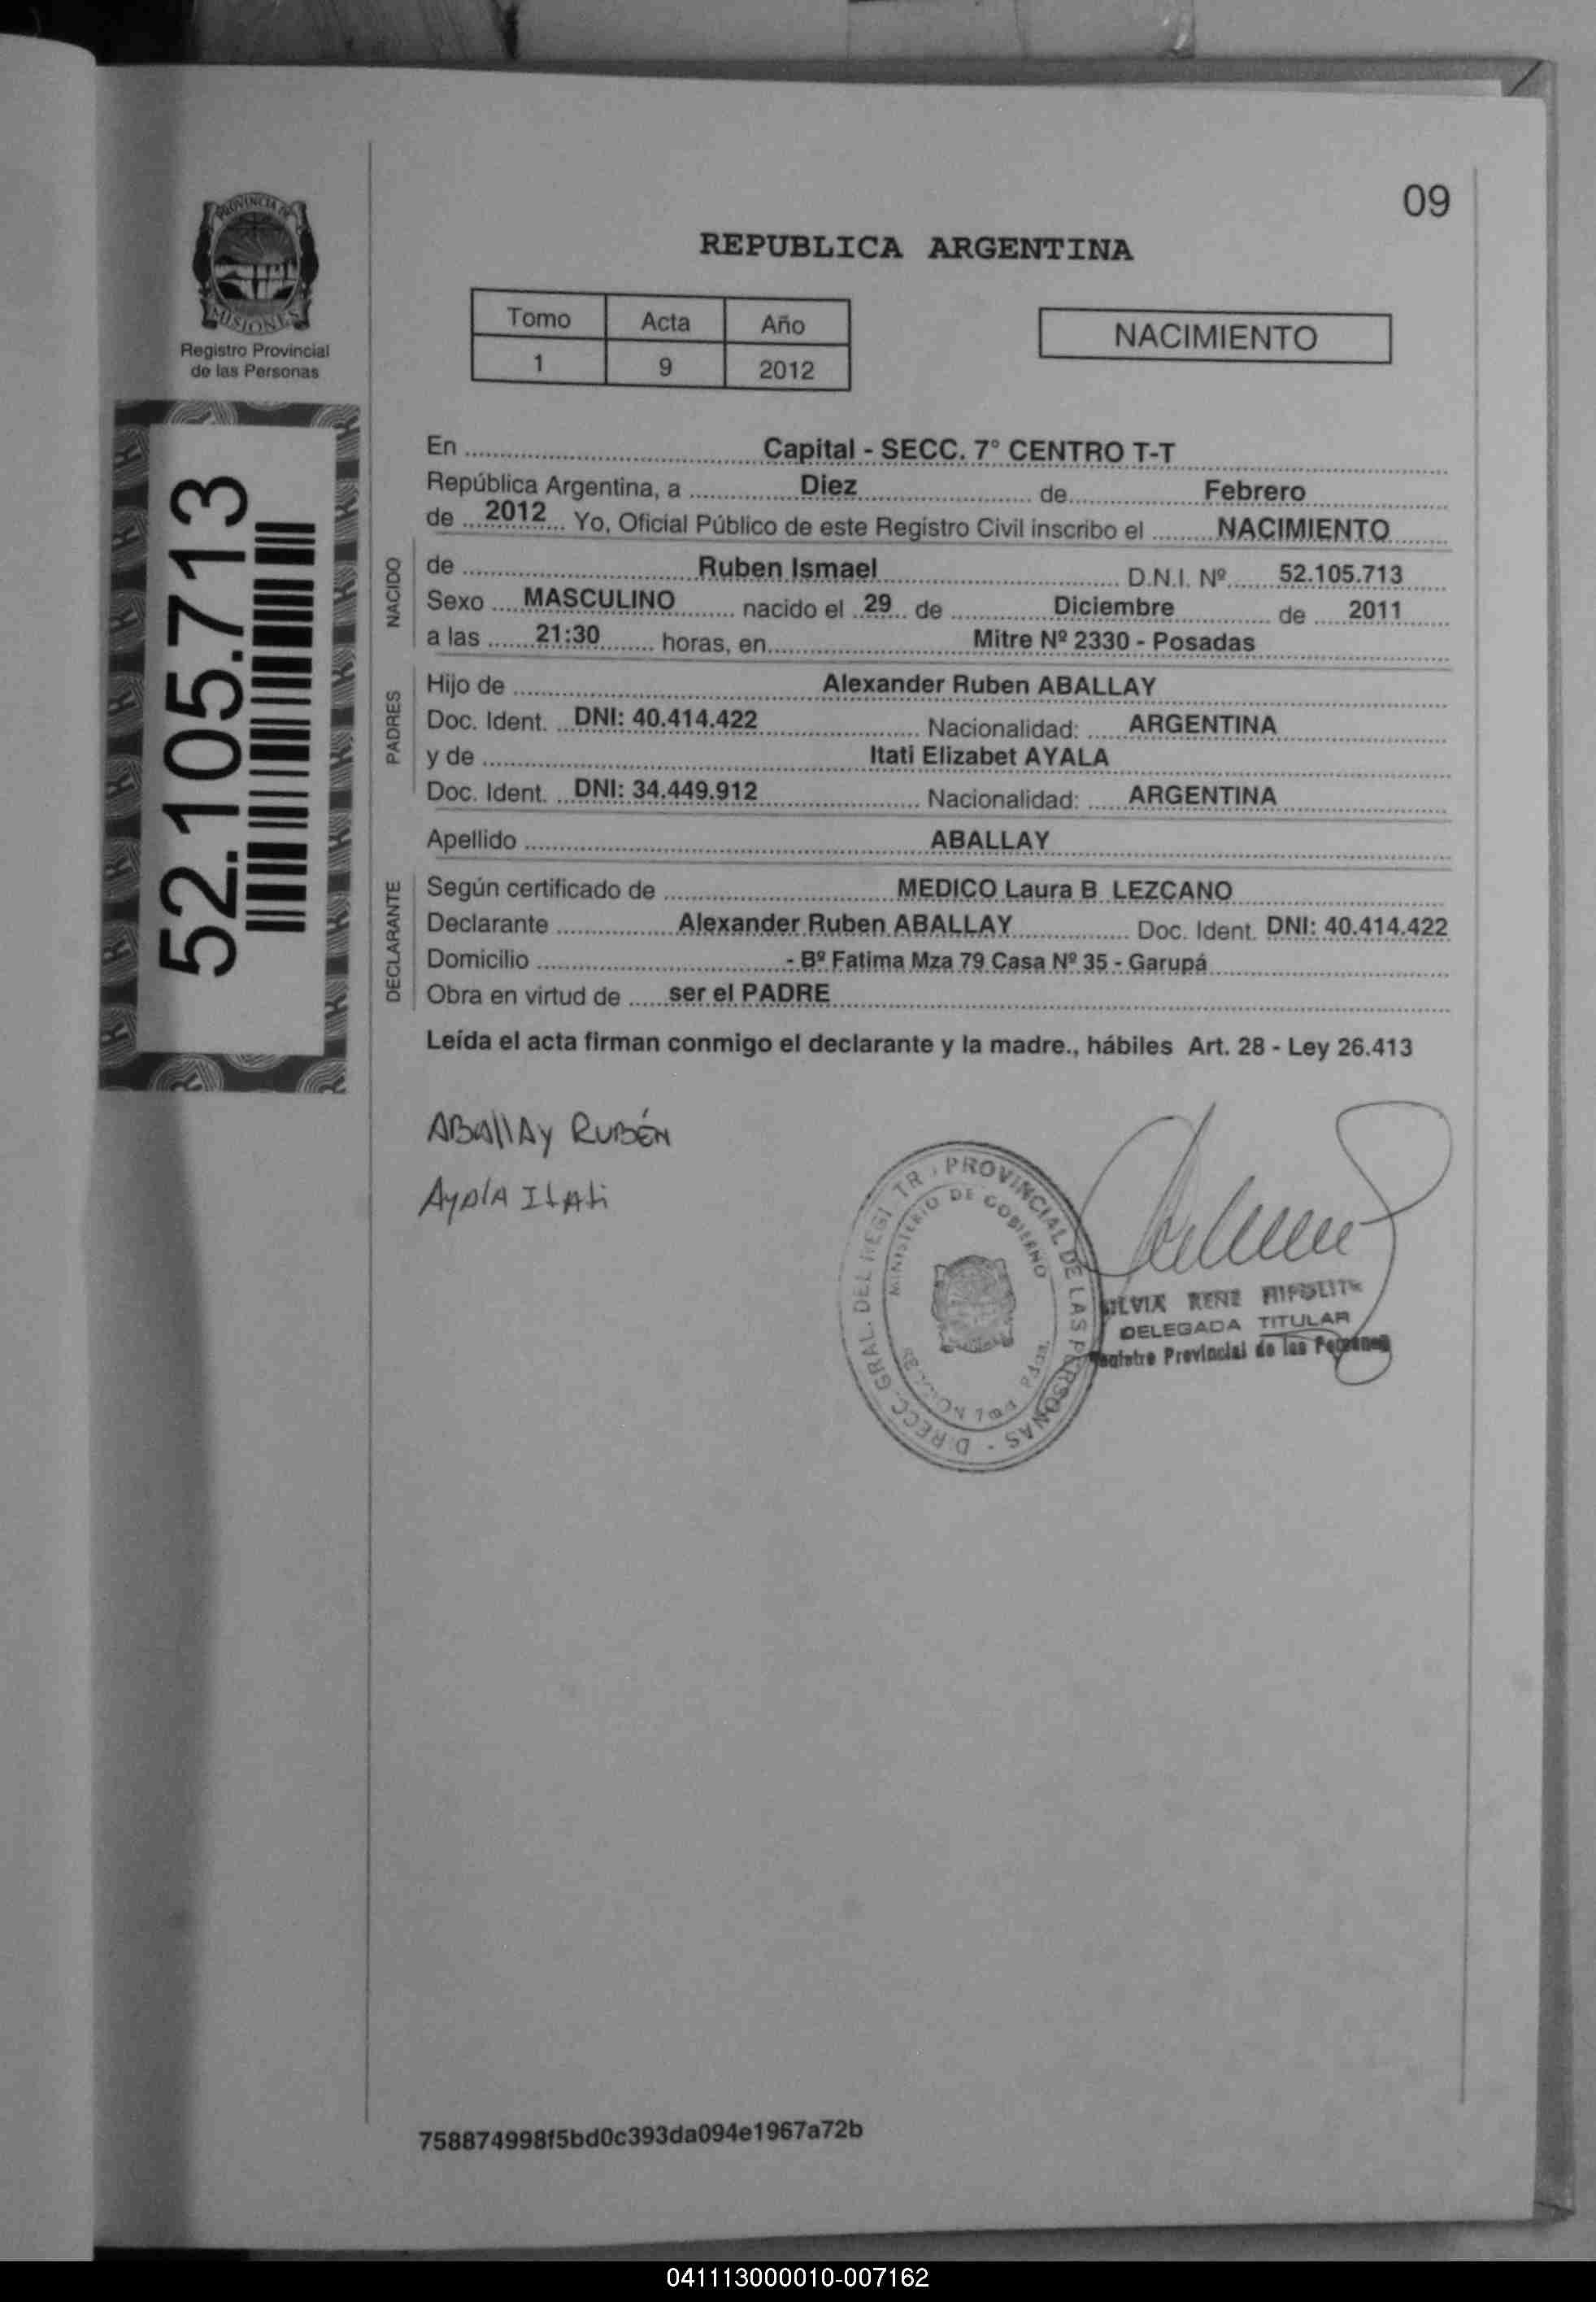 09
PROVINCIA DE
MISIONES
Registro Provincial
de las Personas
52.105.713
REPUBLICA ARGENTINA
Tomo Acta Año
1 9 2012
NACIMIENTO
En Capital - SECC. 7° CENTRO T-T
República Argentina, a Diez de Febrero
de 2012 Yo, Oficial Público de este Registro Civil inscribo el NACIMIENTO
NACIDO
de Ruben Ismael D.N.I. Nº 52.105.713
Sexo MASCULINO nacido el 29 de Diciembre de 2011
a las 21:30 horas, en Mitre Nº 2330 - Posadas
PADRES
Hijo de Alexander Ruben ABALLAY
Doc. Ident. DNI: 40.414.422 Nacionalidad: ARGENTINA
y de Itati Elizabet AYALA
Doc. Ident. DNI: 34.449.912 Nacionalidad: ARGENTINA
Apellido ABALLAY
DECLARANTE
Según certificado de MEDICO Laura B LEZCANO
Declarante Alexander Ruben ABALLAY Doc. Ident. DNI: 40.414.422
Domicilio - Bº Fatima Mza 79 Casa Nº 35 - Garupá
Obra en virtud de ser el PADRE
Leída el acta firman conmigo el declarante y la madre., hábiles Art. 28 - Ley 26.413
ABAllAy RUBÉN
AyAlA ItAti
GRAL. DEL PROVINCIAL DE LAS PERSONAS -
MINISTERIO DE GOBIERNO
DELEGADA TITULAR
Provincial de las
758874998f5bd0c393da094e1967a72b
041113000010-007162